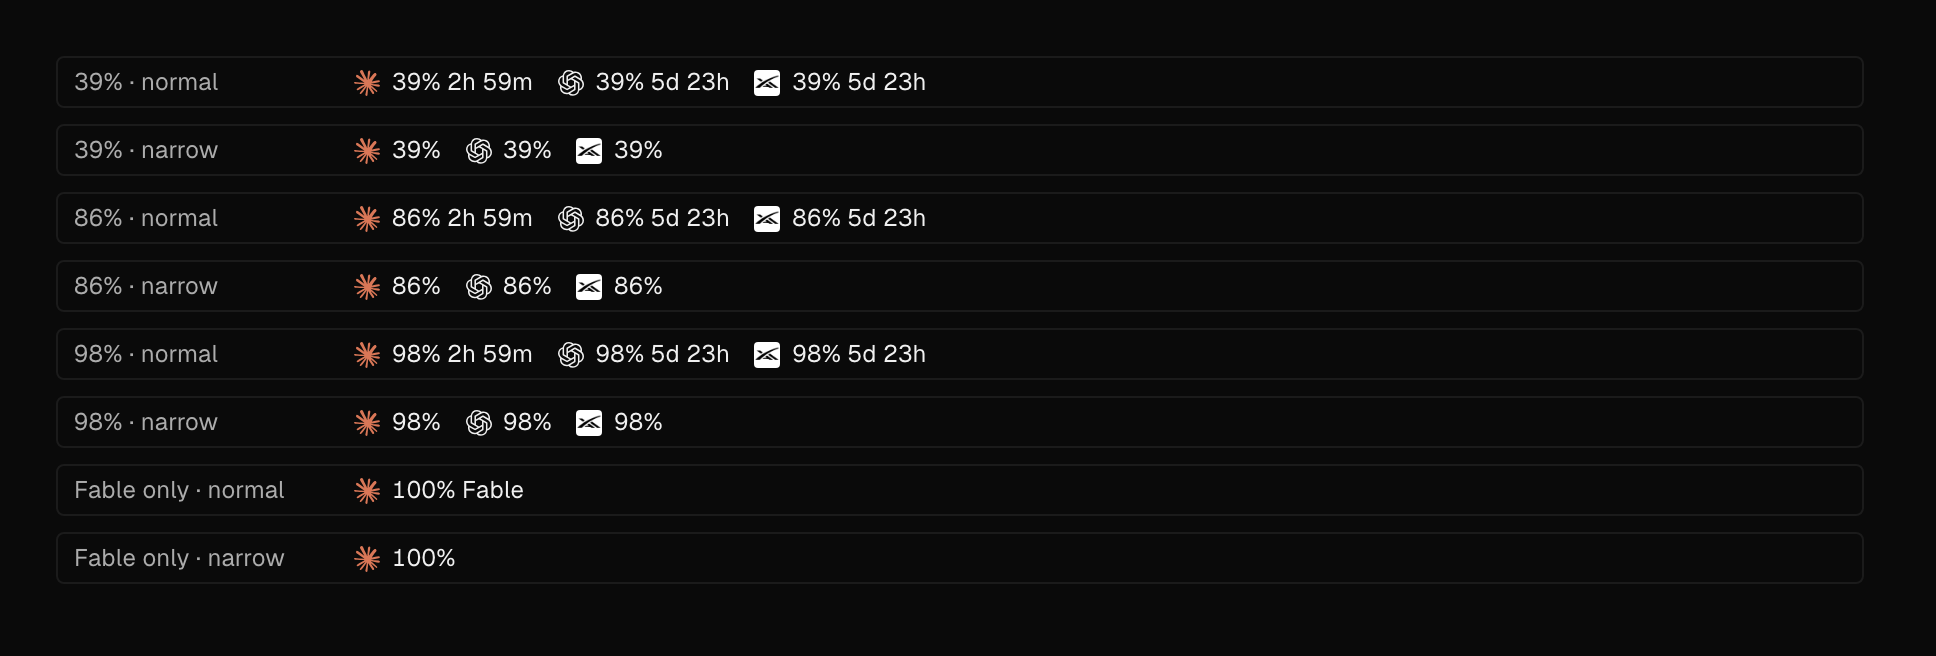 39% · normal 39% 2h 59m 39% 5d 23h 39% 5d 23h
39% · narrow 39% 39% 39%
86% · normal 86% 2h 59m 86% 5d 23h 86% 5d 23h
86% · narrow 86% 86% 86%
98% · normal 98% 2h 59m 98% 5d 23h 98% 5d 23h
98% · narrow 98% 98% 98%
Fable only · normal 100% Fable
Fable only · narrow 100%